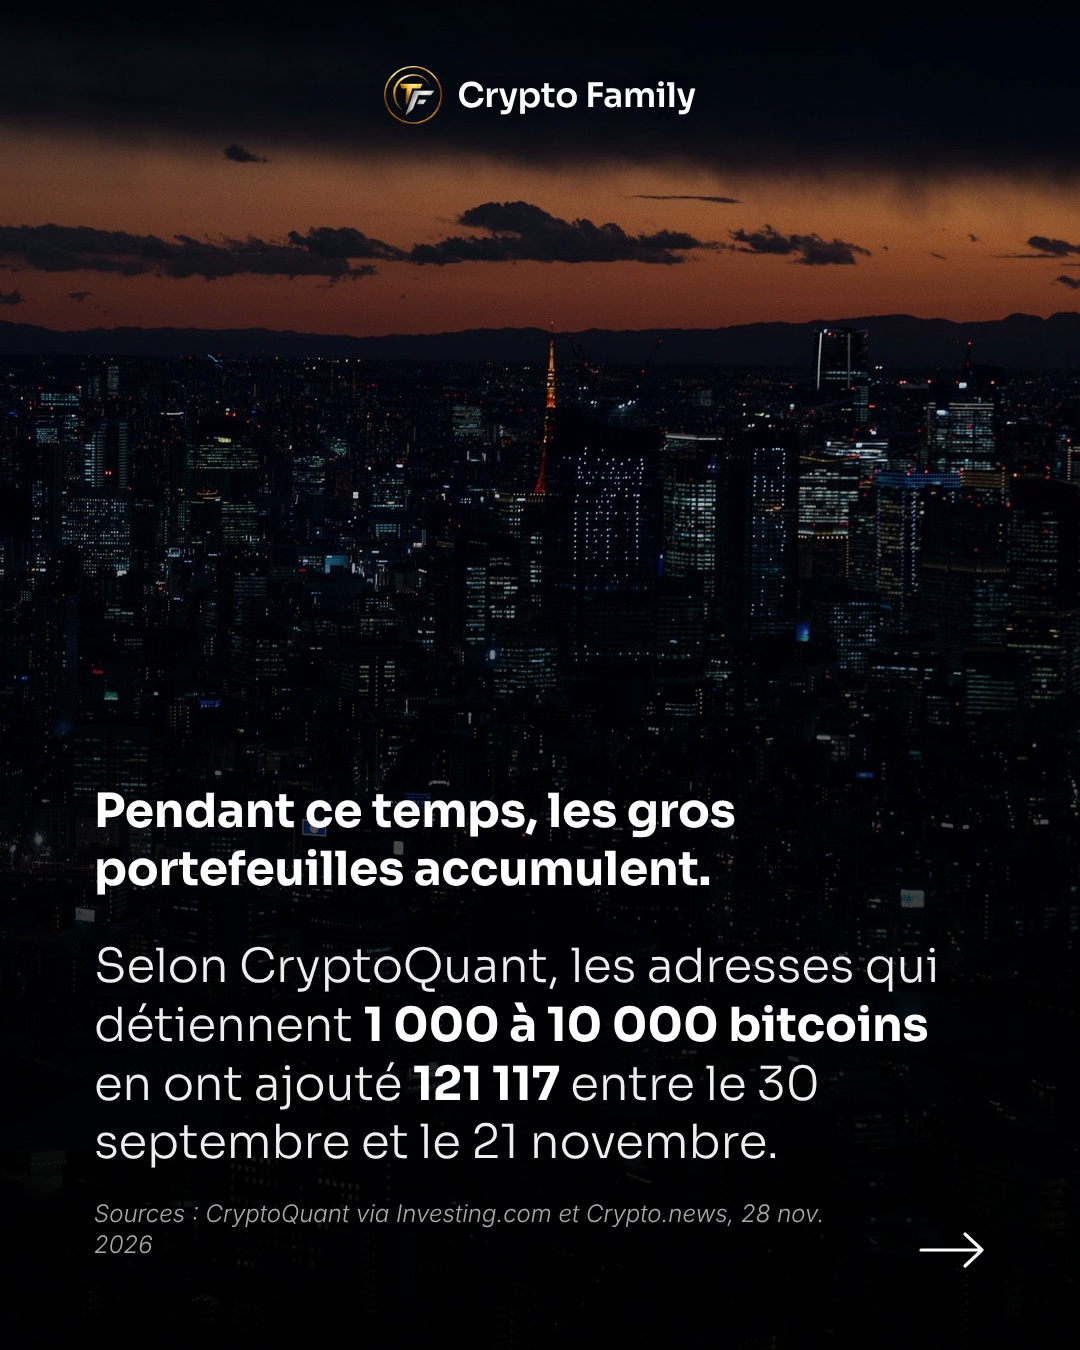 Crypto Family
Pendant ce temps, les gros
portefeuilles accumulent.
Selon CryptoQuant, les adresses qui
détiennent 1 000 à 10 000 bitcoins
en ont ajouté 121 117 entre le 30
septembre et le 21 novembre.
Sources : CryptoQuant via Investing.com et Crypto.news, 28 nov.
2026